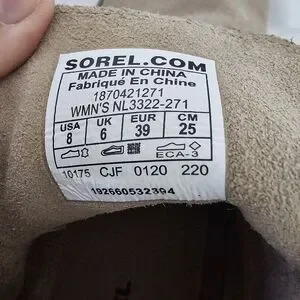 SOREL.COM
MADE IN CHINA
Fabriqué En Chine
1870421271
WMN'S NL3322-271
USA UK EUR CM
8 6 39 25
ECA-3
10175 CJF 0120 220
192660532394